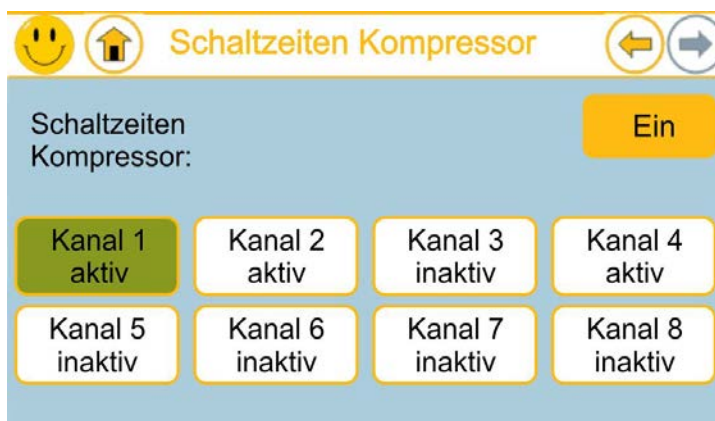 Schaltzeiten Kompressor
Schaltzeiten
Kompressor:
Ein
Kanal 1
aktiv
Kanal 2
aktiv
Kanal 3
inaktiv
Kanal 4
aktiv
Kanal 5
inaktiv
Kanal 6
inaktiv
Kanal 7
inaktiv
Kanal 8
inaktiv